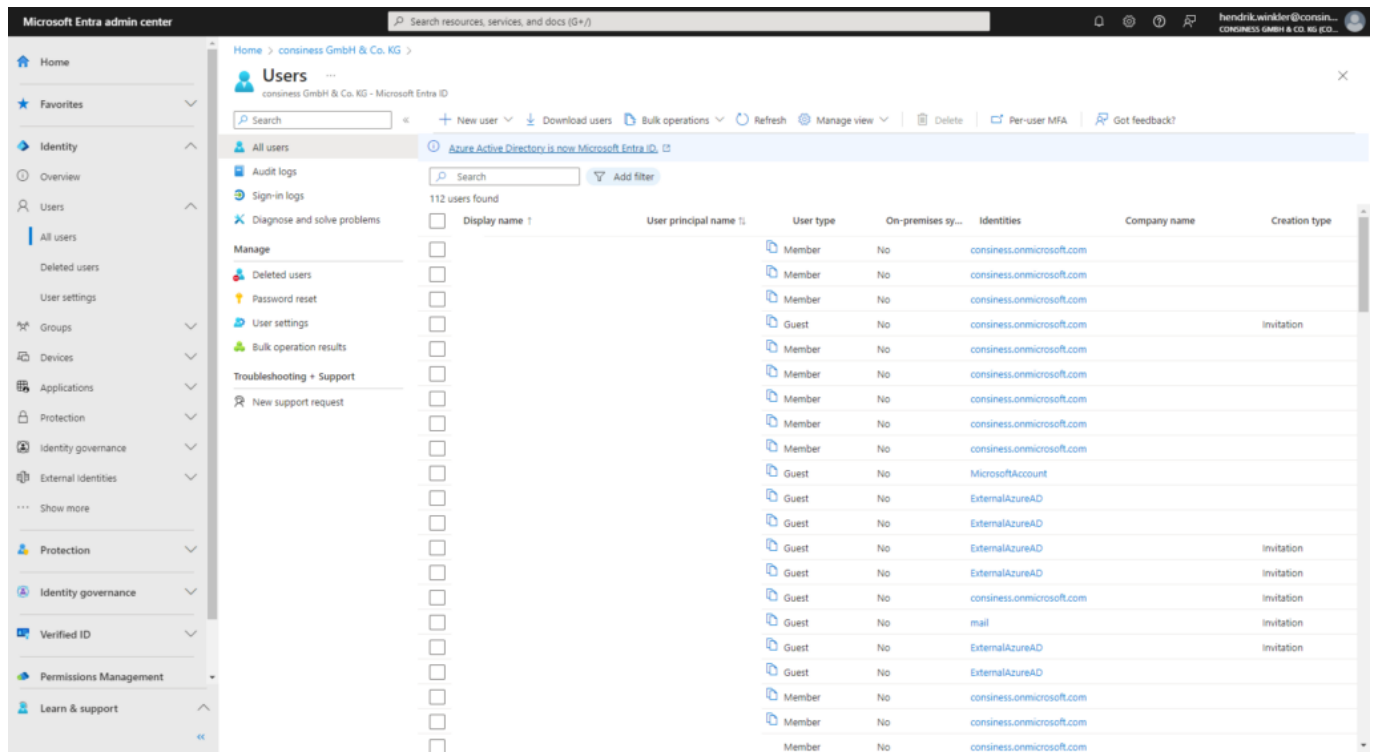 Microsoft Entra admin center
Search resources, services, and docs (G+/)
hendrik.winkler@consin...
CONSINESS GMBH & CO. KG (CO...
Home
Favorites
Identity
Overview
Users
All users
Deleted users
User settings
Groups
Devices
Applications
Protection
Identity governance
External Identities
Show more
Protection
Identity governance
Verified ID
Permissions Management
Learn & support
Home > consiness GmbH & Co. KG >
Users ...
consiness GmbH & Co. KG - Microsoft Entra ID
Search
All users
Audit logs
Sign-in logs
Diagnose and solve problems
Manage
Deleted users
Password reset
User settings
Bulk operation results
Troubleshooting + Support
New support request
New user Download users Bulk operations Refresh Manage view Delete Per-user MFA Got feedback?
Azure Active Directory is now Microsoft Entra ID.
Search Add filter
112 users found
Display name User principal name User type On-premises sy... Identities Company name Creation type
Member No consiness.onmicrosoft.com
Member No consiness.onmicrosoft.com
Member No consiness.onmicrosoft.com
Guest No consiness.onmicrosoft.com Invitation
Member No consiness.onmicrosoft.com
Member No consiness.onmicrosoft.com
Member No consiness.onmicrosoft.com
Member No consiness.onmicrosoft.com
Member No consiness.onmicrosoft.com
Guest No MicrosoftAccount
Guest No ExternalAzureAD
Guest No ExternalAzureAD
Guest No ExternalAzureAD Invitation
Guest No ExternalAzureAD Invitation
Guest No consiness.onmicrosoft.com Invitation
Guest No mail Invitation
Guest No ExternalAzureAD Invitation
Guest No ExternalAzureAD
Member No consiness.onmicrosoft.com
Member No consiness.onmicrosoft.com
Member No consiness.onmicrosoft.com